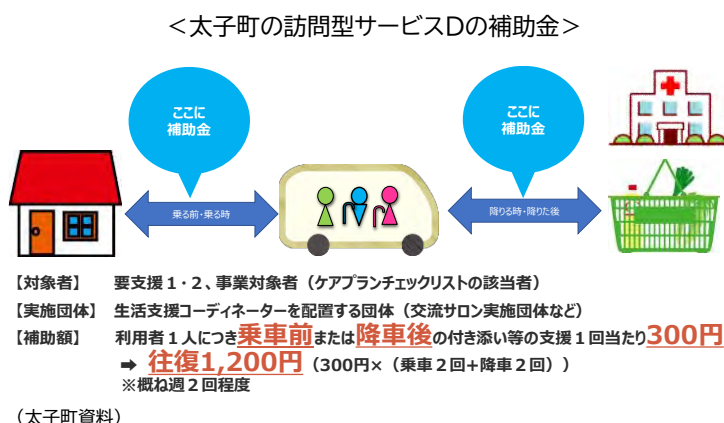 ＜太子町の訪問型サービスDの補助金＞
ここに
補助金
ここに
補助金
乗る前・乗る時
降りる時・降りた後
【対象者】　要支援１・２、事業対象者（ケアプランチェックリストの該当者）
【実施団体】　生活支援コーディネーターを配置する団体（交流サロン実施団体など）
【補助額】　利用者１人につき乗車前または降車後の付き添い等の支援１回当たり300円
➡ 往復1,200円（300円×（乗車２回+降車２回））
※概ね週２回程度
（太子町資料）